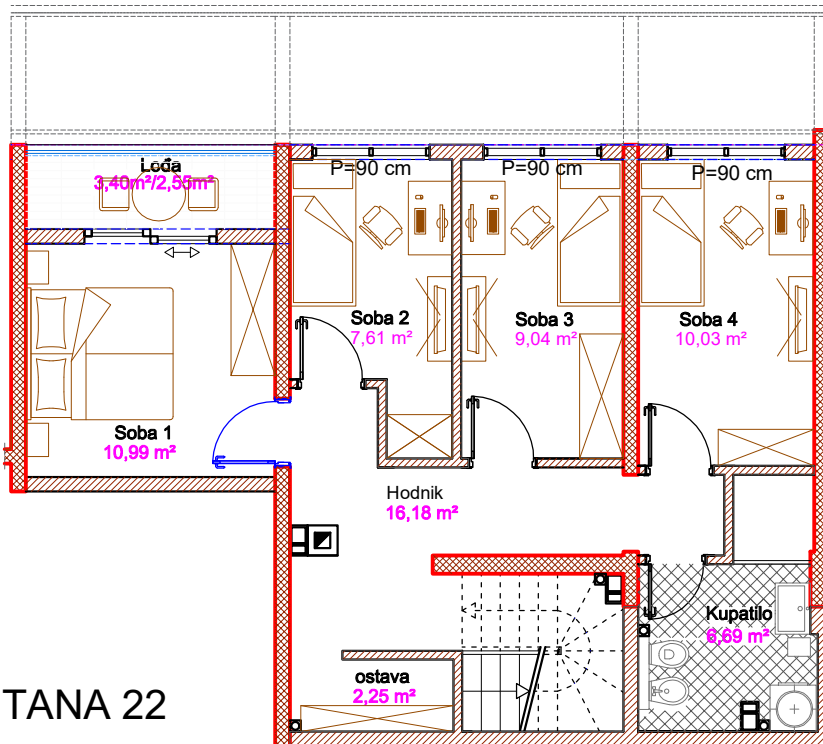 Lođa
3,40m²/2,55m²
P=90 cm
P=90 cm
P=90 cm
Soba 2
7,61 m²
Soba 3
9,04 m²
Soba 4
10,03 m²
Soba 1
10,99 m²
Hodnik
16,18 m²
Kupatilo
6,69 m²
ostava
2,25 m²
TANA 22